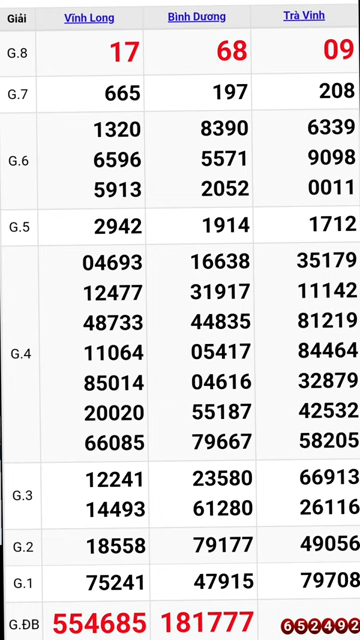 Giải Vĩnh Long Bình Dương Trà Vinh
G.8 17 68 09
G.7 665 197 208
1320 8390 6339
G.6 6596 5571 9098
5913 2052 0011
G.5 2942 1914 1712
04693 16638 35179
12477 31917 11142
48733 44835 81219
G.4 11064 05417 84464
85014 04616 32879
20020 55187 42532
66085 79667 58205
G.3 12241 23580 66913
14493 61280 26116
G.2 18558 79177 49056
G.1 75241 47915 79708
G.ĐB 554685 181777 652492